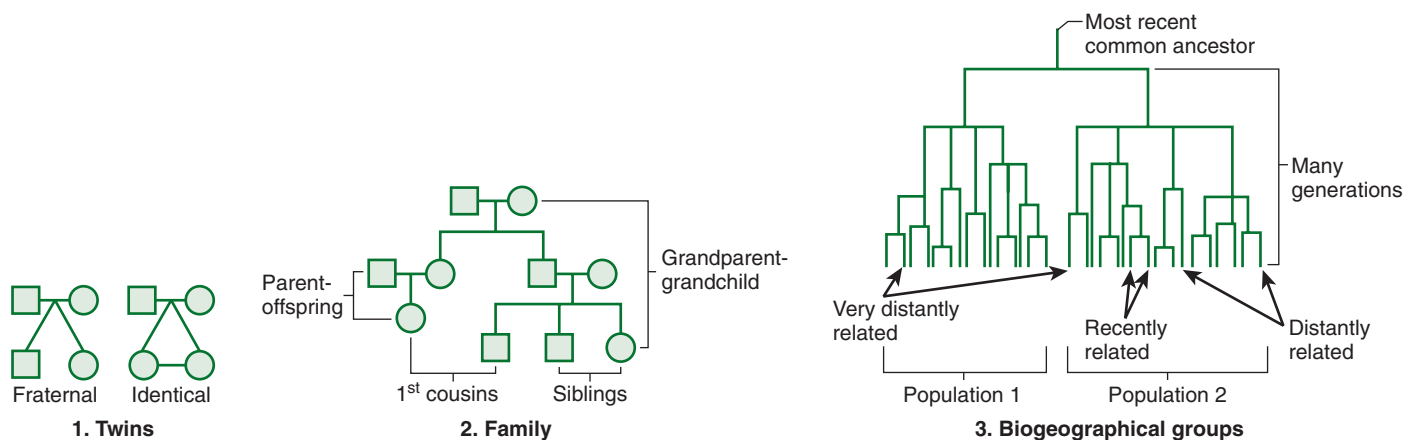 Fraternal
Identical
1. Twins
Parent-
offspring
Grandparent-
grandchild
1st cousins
Siblings
2. Family
Most recent
common ancestor
Many
generations
Very distantly
related
Recently
related
Distantly
related
Population 1
Population 2
3. Biogeographical groups